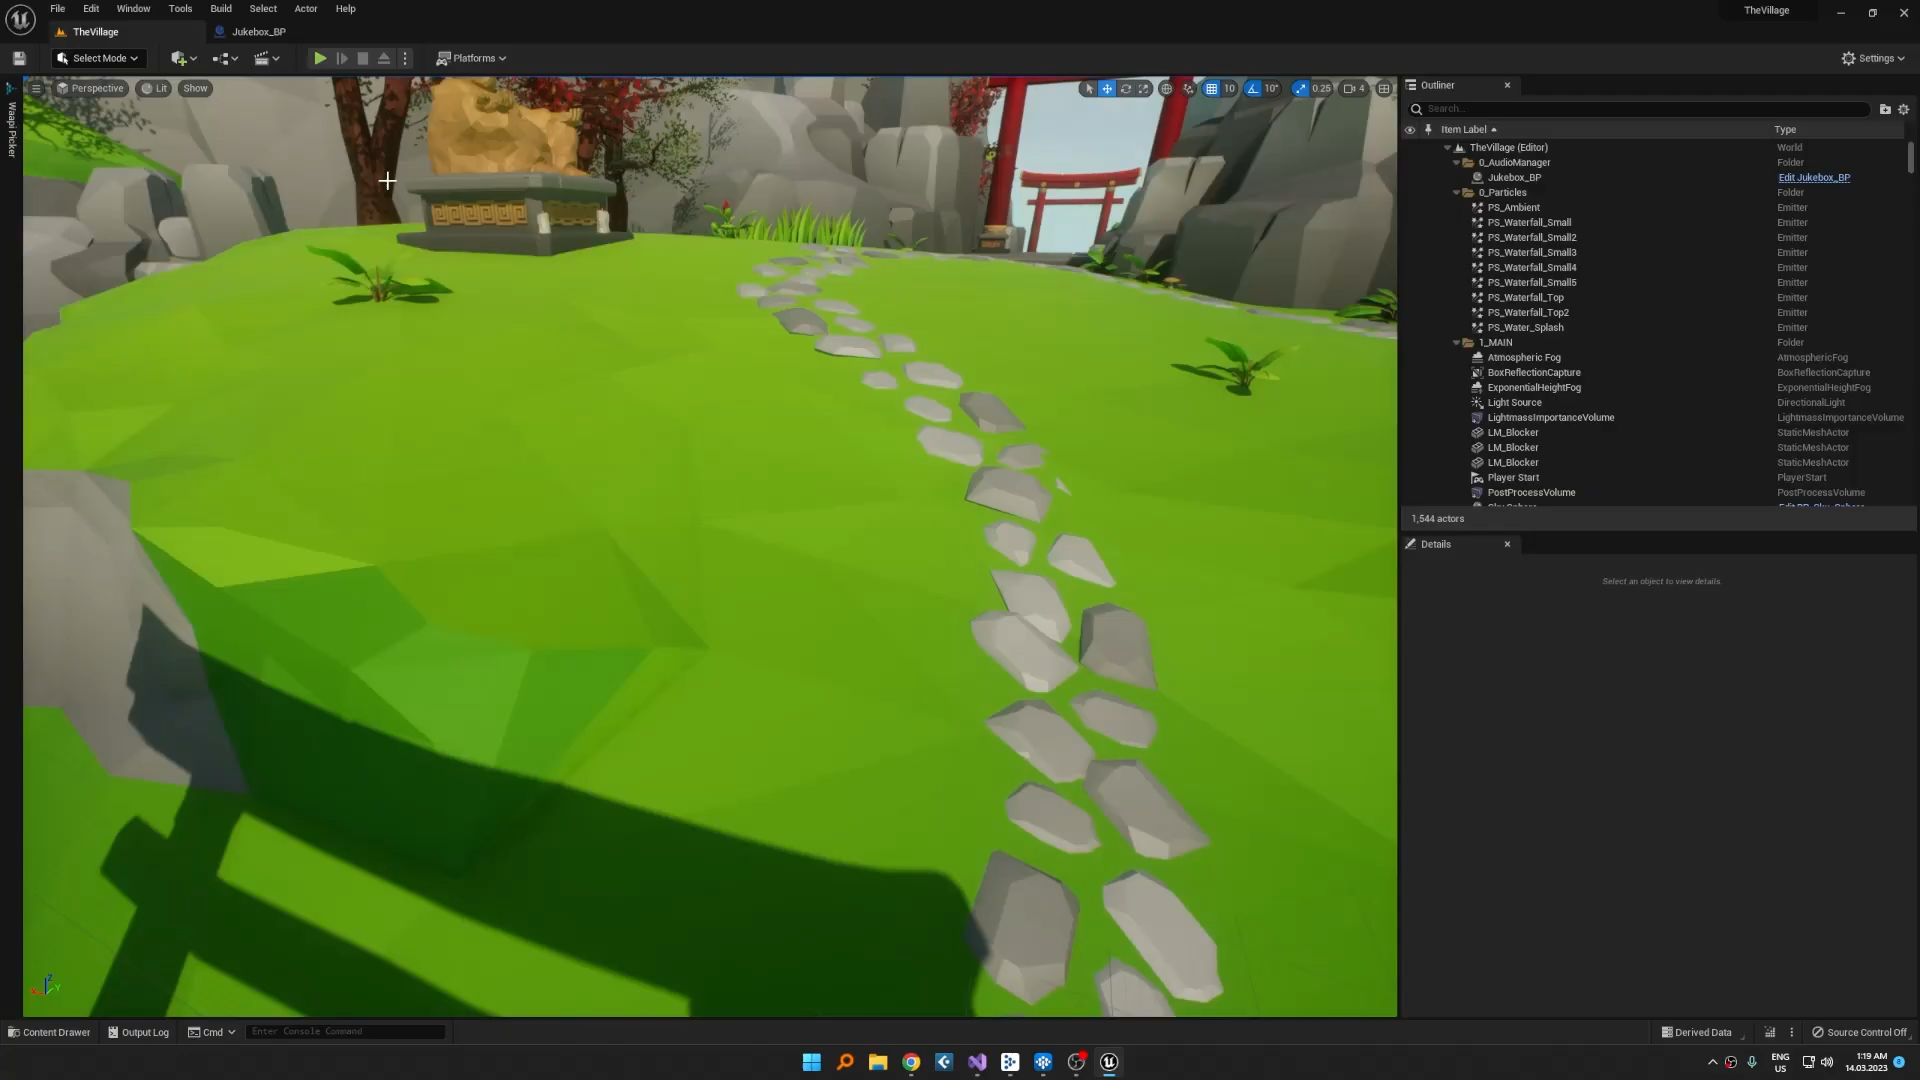 File Edit Window Tools Build Select Actor Help
TheVillage
TheVillage Jukebox_BP
Select Mode Platforms Settings
Waapi Picker
Perspective Lit Show 10 10° 0.25 4
Outliner
Search...
Item Label Type
TheVillage (Editor) World
0_AudioManager Folder
Jukebox_BP Edit Jukebox_BP
0_Particles Folder
PS_Ambient Emitter
PS_Waterfall_Small Emitter
PS_Waterfall_Small2 Emitter
PS_Waterfall_Small3 Emitter
PS_Waterfall_Small4 Emitter
PS_Waterfall_Small5 Emitter
PS_Waterfall_Top Emitter
PS_Waterfall_Top2 Emitter
PS_Water_Splash Emitter
1_MAIN Folder
Atmospheric Fog AtmosphericFog
BoxReflectionCapture BoxReflectionCapture
ExponentialHeightFog ExponentialHeightFog
Light Source DirectionalLight
LightmassImportanceVolume LightmassImportanceVolume
LM_Blocker StaticMeshActor
LM_Blocker StaticMeshActor
LM_Blocker StaticMeshActor
Player Start PlayerStart
PostProcessVolume PostProcessVolume
1,544 actors
Details
Select an object to view details.
Z
X Y
Content Drawer Output Log Cmd Enter Console Command Derived Data Source Control Off
ENG
US
1:19 AM
14.03.2023
8